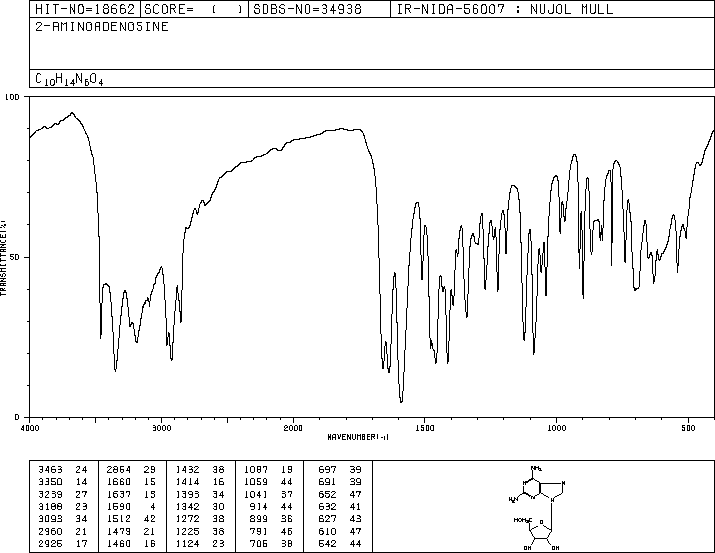 HIT-NO=18662 SCORE= ( ) SDBS-NO=34938 IR-NIDA-56007 : NUJOL MULL
2-AMINOADENOSINE
C10H14N6O4
100
50
0
TRANSMITTANCE(%)
4000 3000 2000 1500 1000 500
WAVENUMBER(-1)
3463 24 2854 29 1432 38 1087 19 697 39
3350 14 1660 15 1414 16 1059 44 691 39
3239 27 1637 13 1393 34 1041 37 652 47
3188 23 1590 4 1342 30 914 44 632 41
3093 34 1512 42 1272 38 899 36 627 43
2960 21 1479 21 1225 38 791 46 610 47
2925 17 1460 16 1124 23 706 38 542 44
NH2
N N
N N
NH2
HOH2C O
OH OH